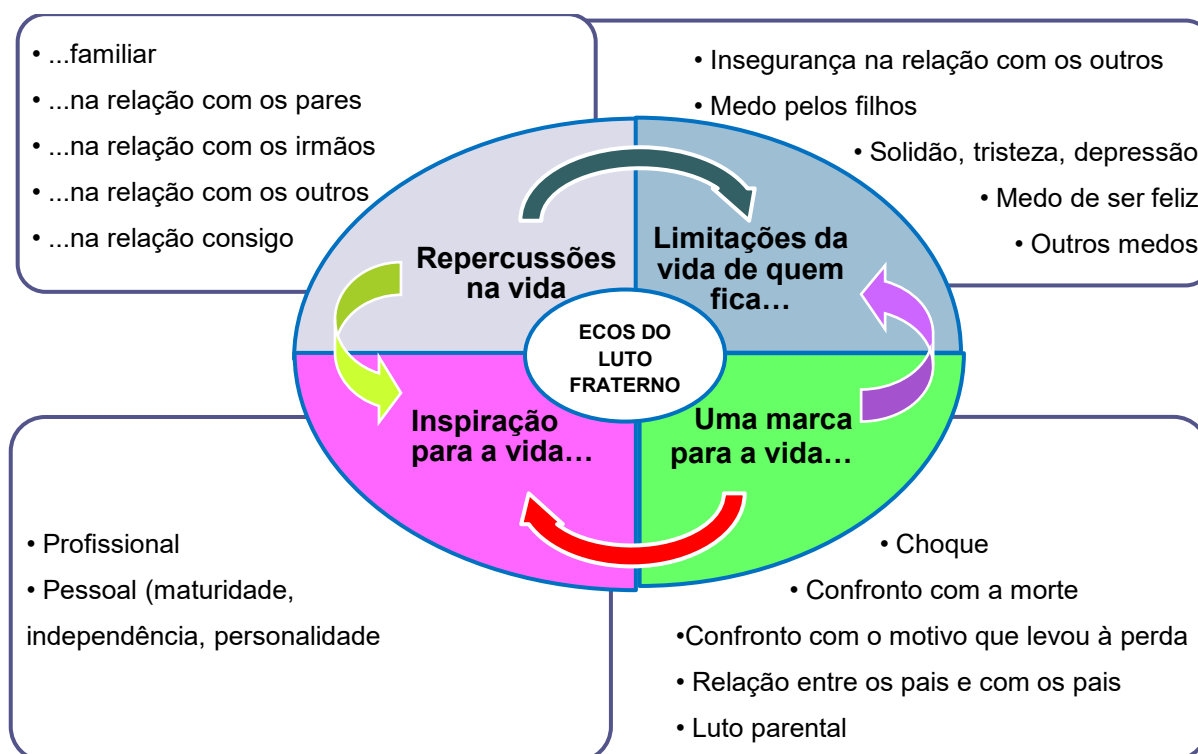 • ...familiar
• ...na relação com os pares
• ...na relação com os irmãos
• ...na relação com os outros
• ...na relação consigo
• Insegurança na relação com os outros
• Medo pelos filhos
• Solidão, tristeza, depressão
• Medo de ser feliz
• Outros medos
Repercussões
na vida
Limitações da
vida de quem
fica…
ECOS DO
LUTO
FRATERNO
Inspiração
para a vida…
Uma marca
para a vida…
• Profissional
• Pessoal (maturidade,
independência, personalidade
• Choque
• Confronto com a morte
•Confronto com o motivo que levou à perda
• Relação entre os pais e com os pais
• Luto parental